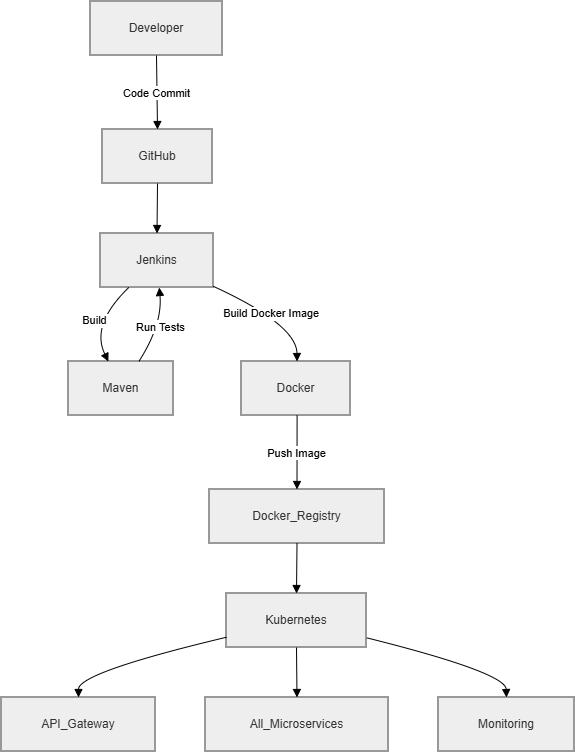 Developer
Code Commit
GitHub
Jenkins
Build
Run Tests
Build Docker Image
Maven
Docker
Push Image
Docker_Registry
Kubernetes
API_Gateway
All_Microservices
Monitoring